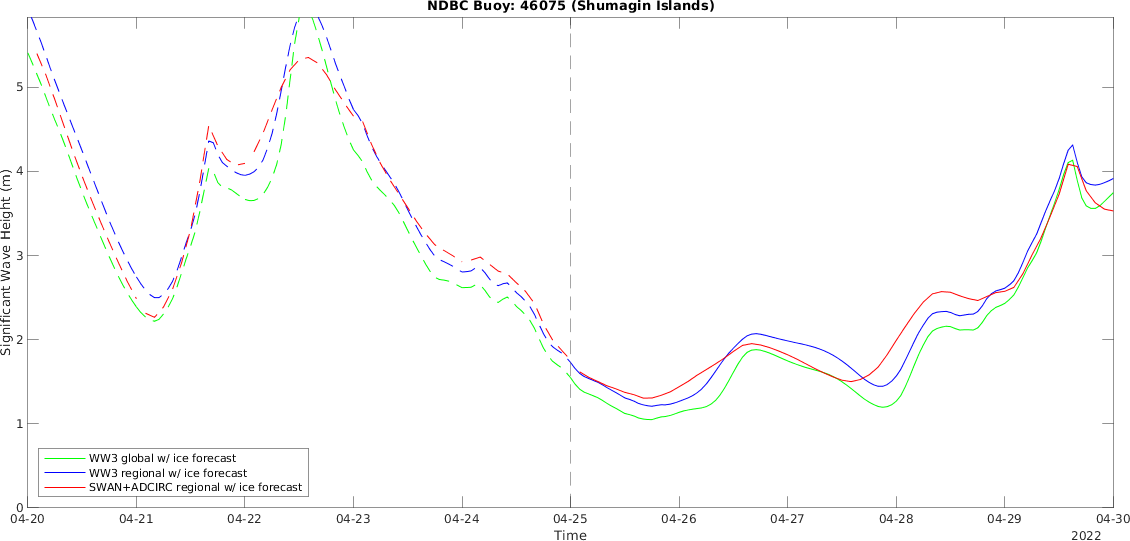 NDBC Buoy: 46075 (Shumagin Islands)
Significant Wave Height (m)
5
4
3
2
1
0
WW3 global w/ ice forecast
WW3 regional w/ ice forecast
SWAN+ADCIRC regional w/ ice forecast
04-20 04-21 04-22 04-23 04-24 04-25 04-26 04-27 04-28 04-29 04-30
Time
2022